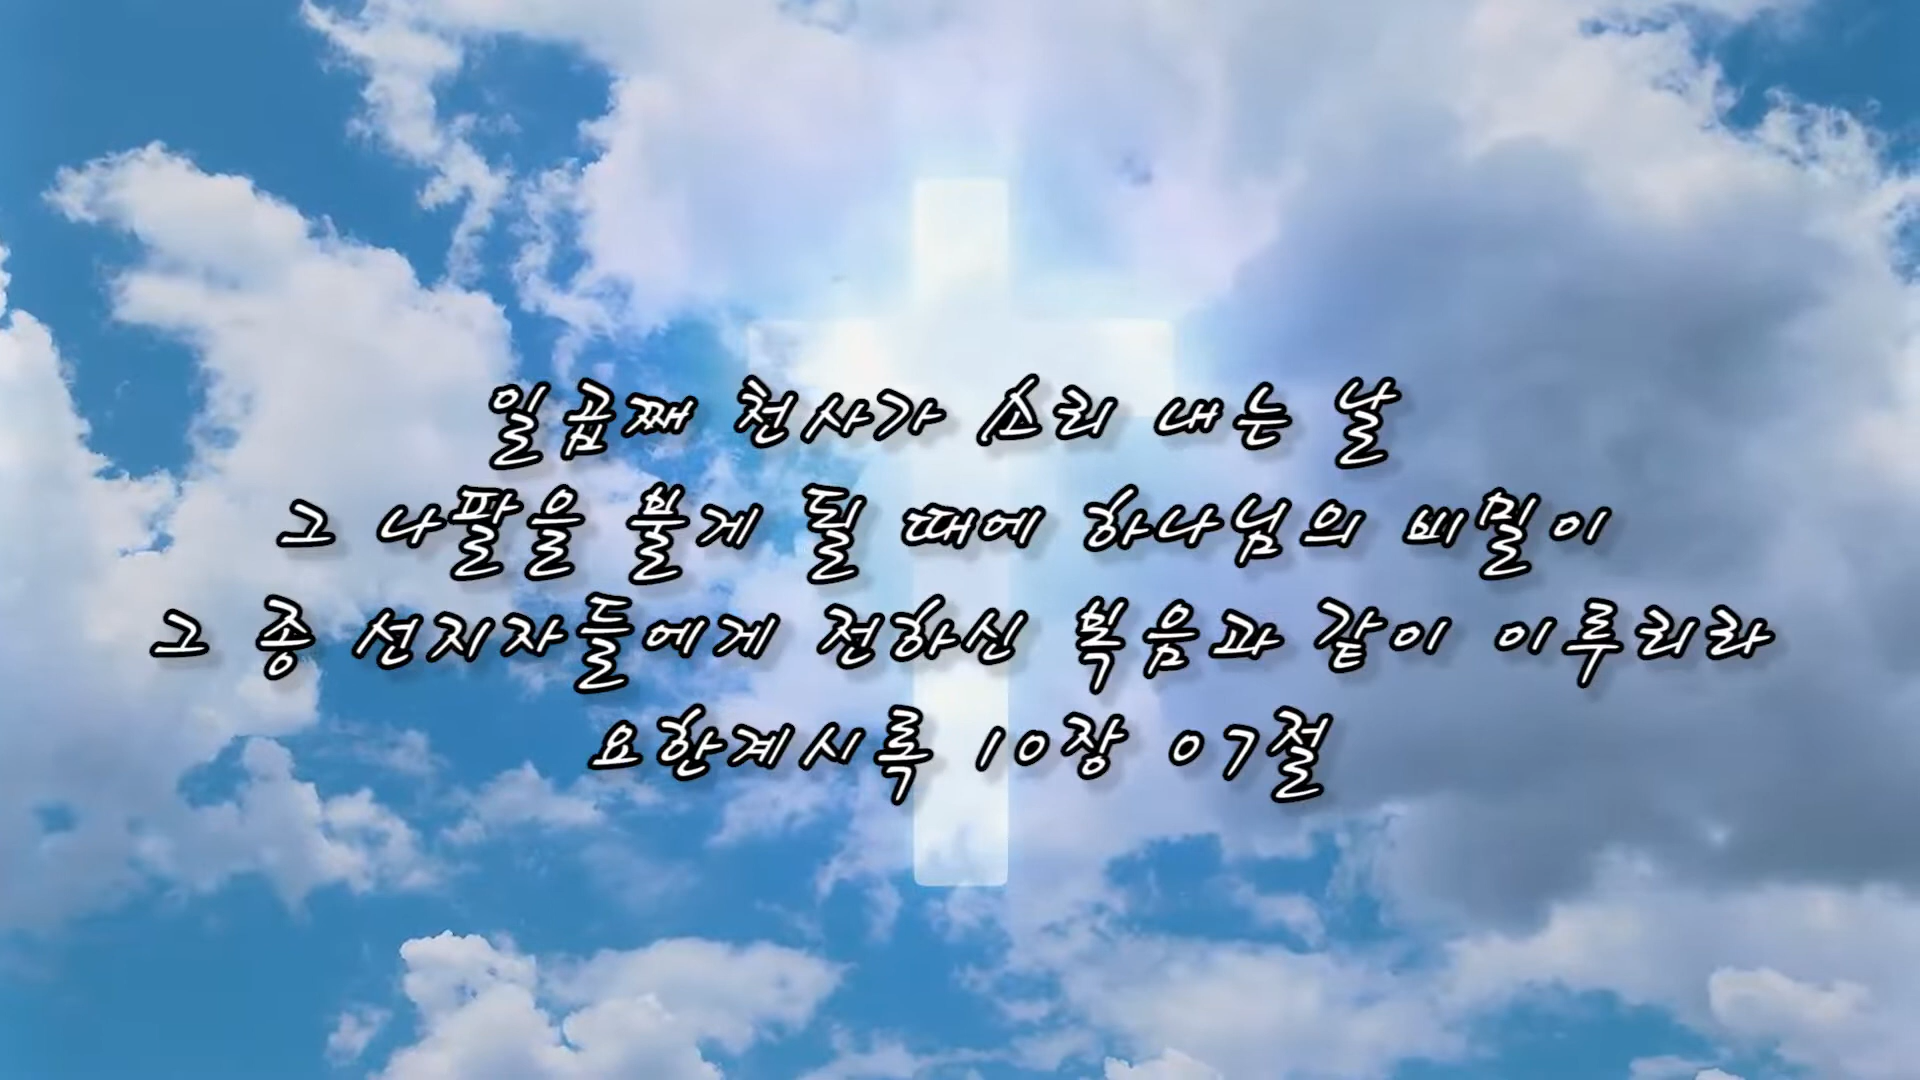 일곱째 천사가 소리 내는 날
그 나팔을 불게 될 때에 하나님의 비밀이
그 종 선지자들에게 전하신 복음과 같이 이루리라
요한계시록 10장 07절